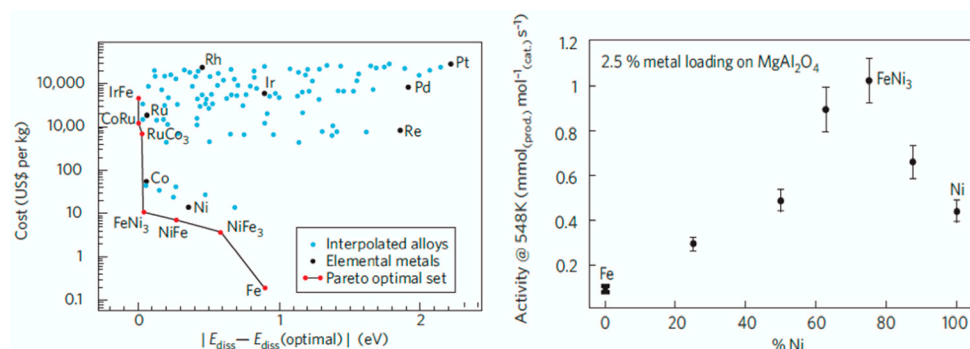 Cost (US$ per kg)
10,000
10,000
100
10
1
0.1
Rh
Pt
Ir
Pd
IrFe
Ru
CoRu
RuCo₃
Re
Co
Ni
FeNi₃
NiFe
NiFe₃
Fe
Interpolated alloys
Elemental metals
Pareto optimal set
0
1
2
| E_diss — E_diss(optimal) | (eV)
Activity @ 548K (mmol(prod.) mol⁻¹(cat.) s⁻¹)
1.2
1
0.8
0.6
0.4
0.2
2.5 % metal loading on MgAl₂O₄
FeNi₃
Ni
Fe
0
20
40
60
80
100
% Ni